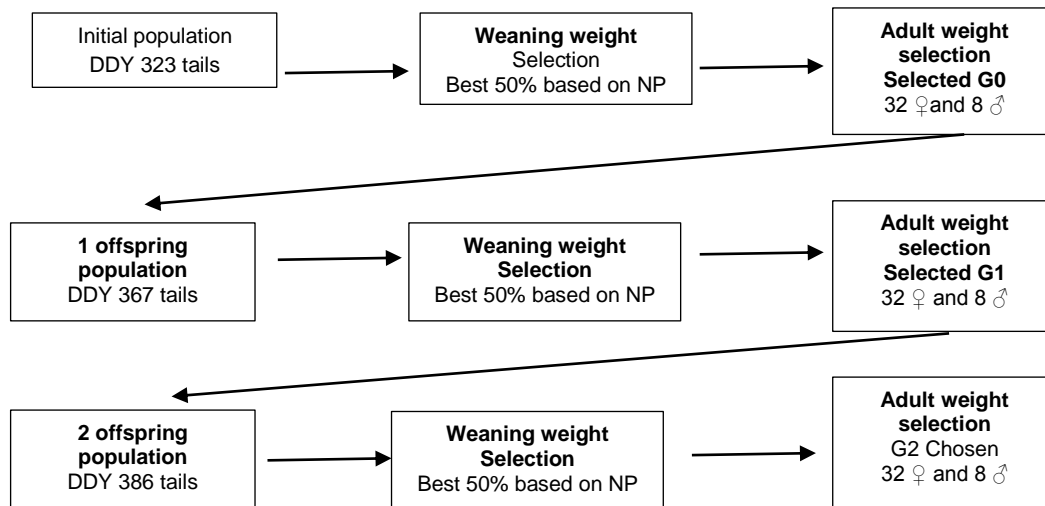 Initial population
DDY 323 tails
Weaning weight
Selection
Best 50% based on NP
Adult weight
selection
Selected G0
32 ♀and 8 ♂
1 offspring
population
DDY 367 tails
Weaning weight
Selection
Best 50% based on NP
Adult weight
selection
Selected G1
32 ♀ and 8 ♂
2 offspring
population
DDY 386 tails
Weaning weight
Selection
Best 50% based on NP
Adult weight
selection
G2 Chosen
32 ♀ and 8 ♂